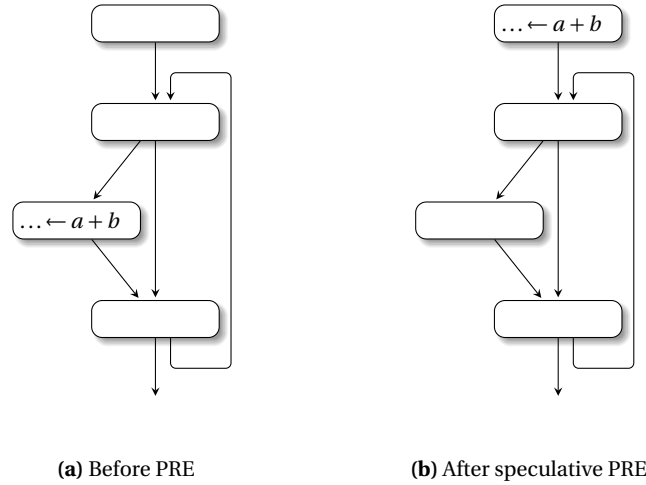 … ← a + b
… ← a + b
(a) Before PRE
(b) After speculative PRE